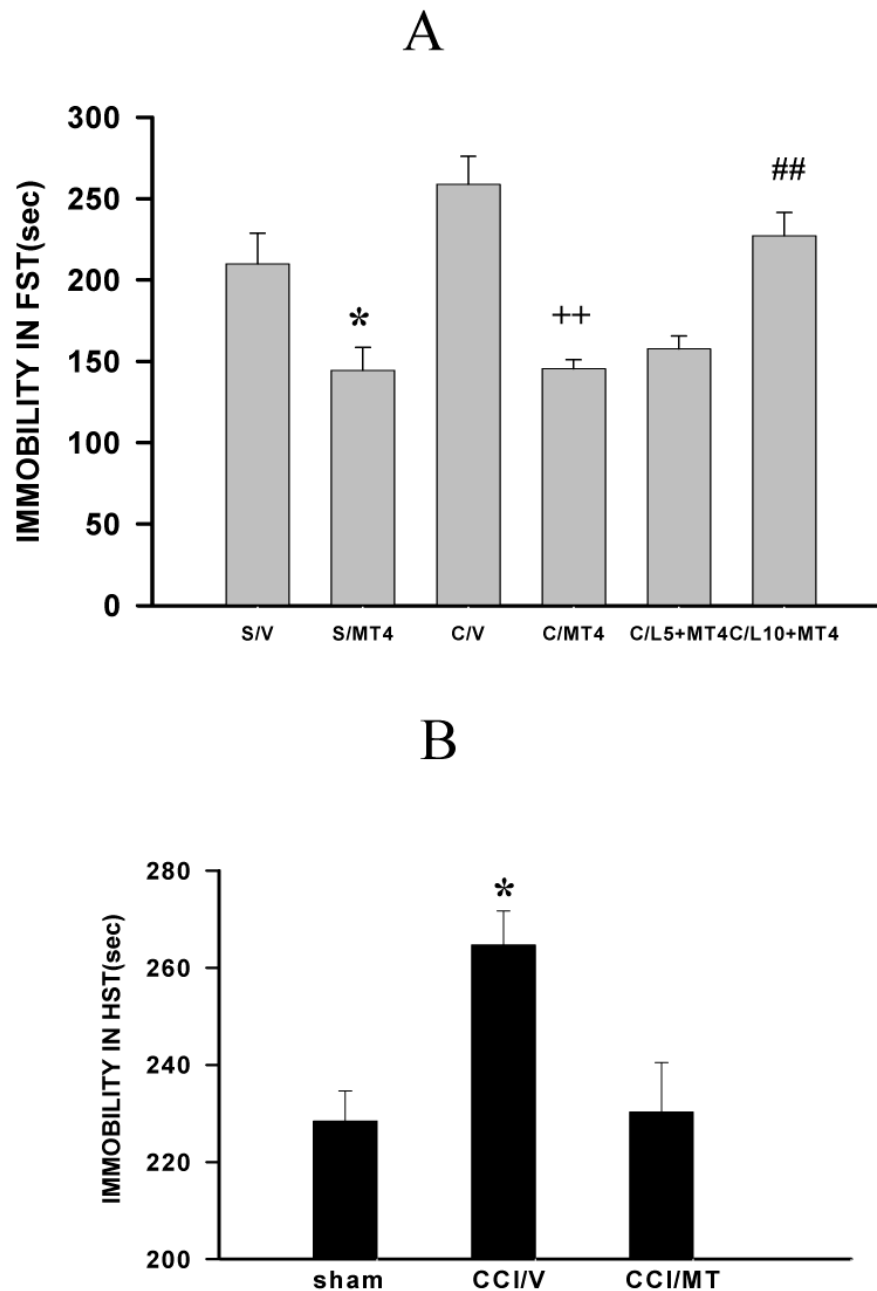 A
IMMOBILITY IN FST(sec)
300
250
200
150
100
50
0
*
++
##
S/V S/MT4 C/V C/MT4 C/L5+MT4 C/L10+MT4
B
IMMOBILITY IN HST(sec)
280
260
240
220
200
*
sham CCI/V CCI/MT